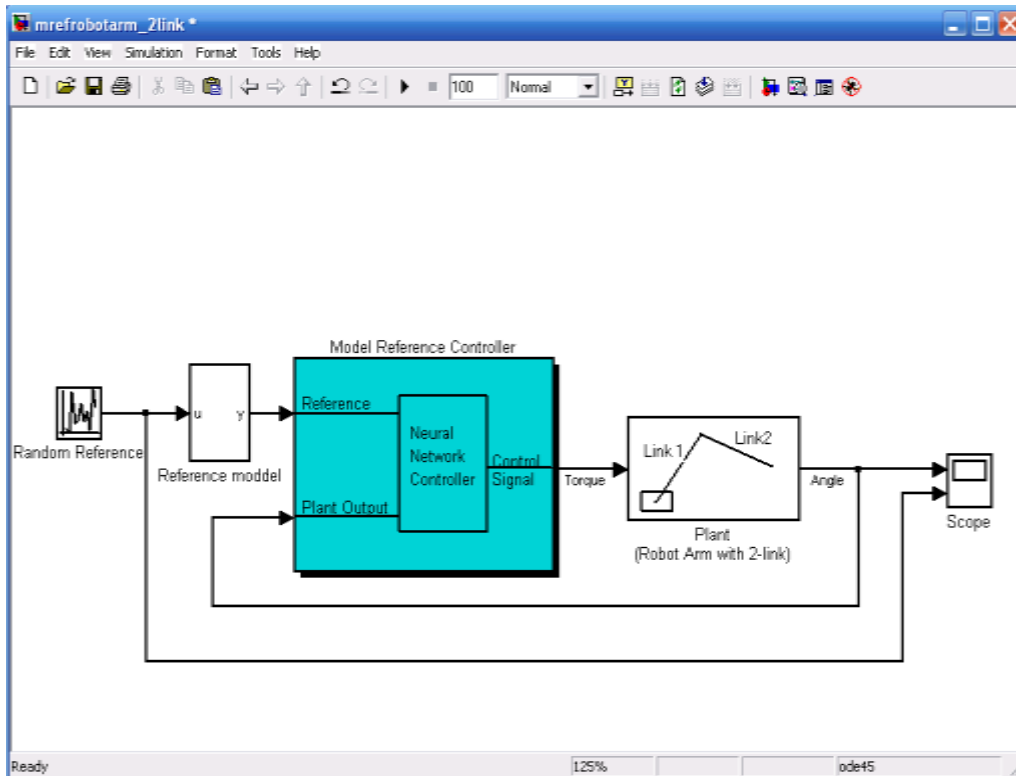 mrefrobotarm_2link *
File Edit View Simulation Format Tools Help
100 Normal
Model Reference Controller
Reference
u y
Random Reference
Reference moddel
Neural
Network
Controller
Control
Signal
Plant Output
Torque
Link 1
Link2
Angle
Plant
(Robot Arm with 2-link)
Scope
Ready 125% ode45